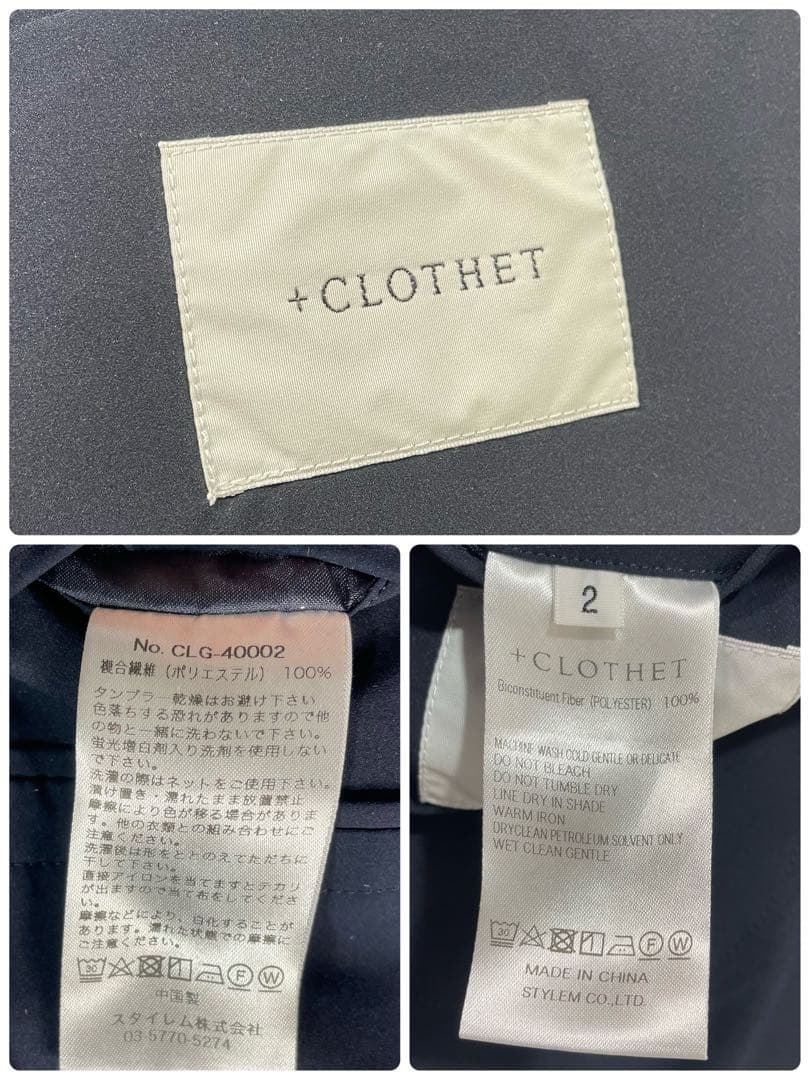 +CLOTHET
No. CLG-40002
複合繊維（ポリエステル） 100%
タンブラー乾燥はお避け下さい
色落ちする恐れがありますので他
の物と一緒に洗わないで下さい。
蛍光増白剤入り洗剤を使用しない
で下さい。
洗濯の際はネットをご使用下さい。
漬け置き・濡れたまま放置禁止
摩擦により色が移る場合がありま
す。他の衣類との組み合わせにご
注意ください。
洗濯後は形をととのえてただちに
干して下さい。
直接アイロンを当てますとテカリ
が出ますので当て布をしてくださ
い。
摩擦などにより、白化することが
あります。濡れた状態での摩擦に
ご注意ください。
30 F W
中国製
スタイレム株式会社
03-5770-5274
2
+CLOTHET
Biconstituent Fiber (POLYESTER) 100%
MACHINE WASH COLD GENTLE OR DELICATE
DO NOT BLEACH
DO NOT TUMBLE DRY
LINE DRY IN SHADE
WARM IRON
DRYCLEAN PETROLEUM SOLVENT ONLY
WET CLEAN GENTLE
30 F W
MADE IN CHINA
STYLEM CO.,LTD.